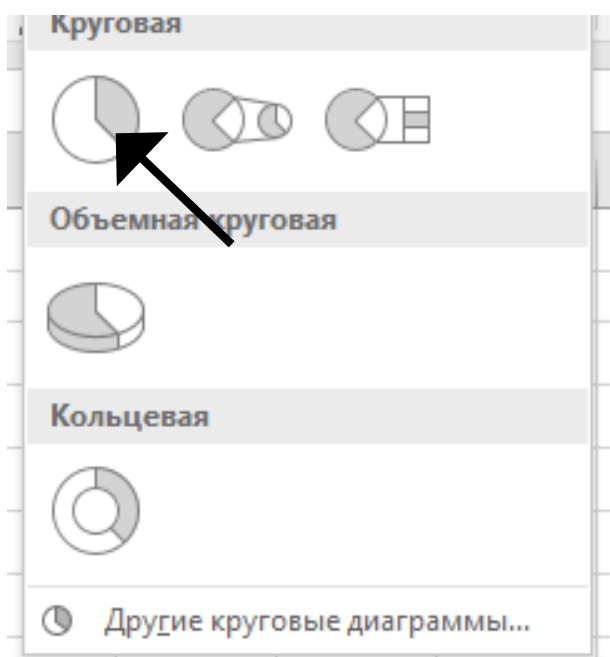 Круговая
Объемная круговая
Кольцевая
Другие круговые диаграммы...